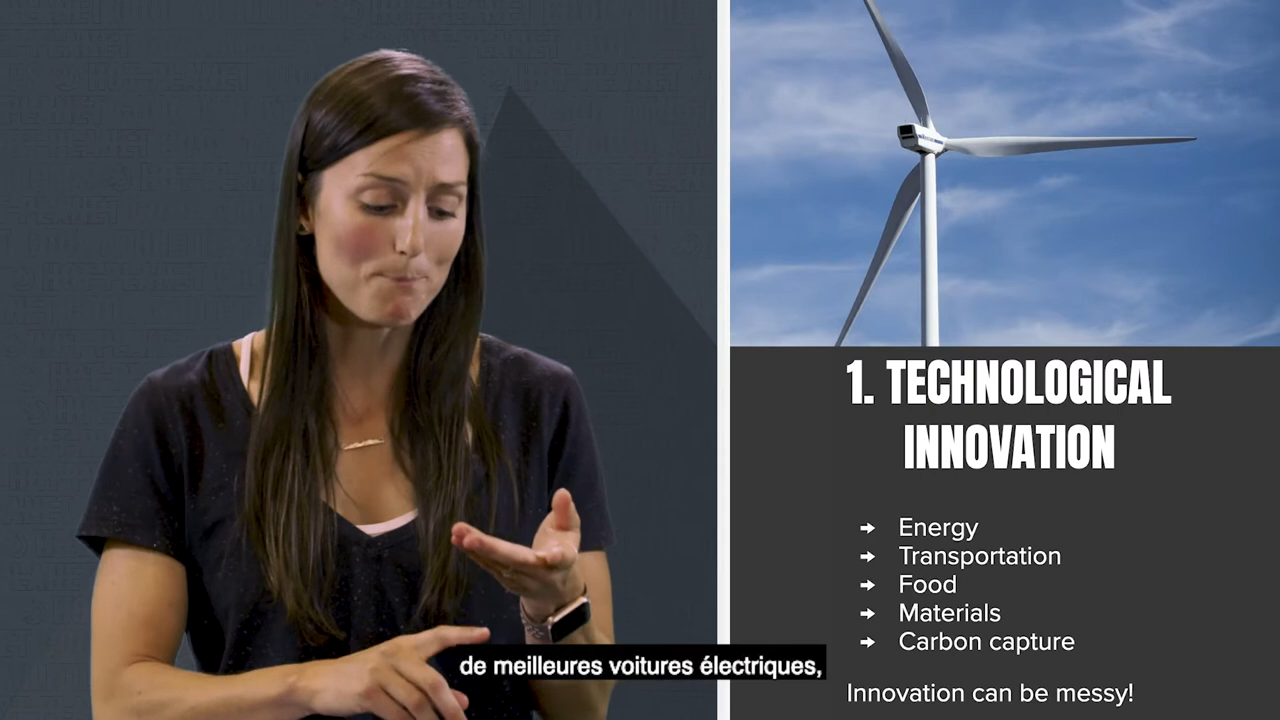 1. TECHNOLOGICAL
INNOVATION
→ Energy
→ Transportation
→ Food
→ Materials
→ Carbon capture
Innovation can be messy!
de meilleures voitures électriques,